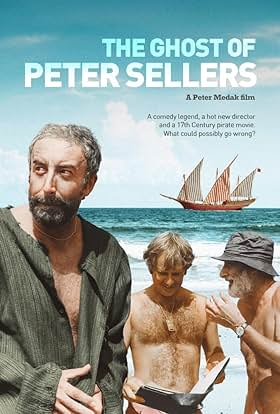 THE GHOST OF
PETER SELLERS
A Peter Medak film
A comedy legend, a hot new director
and a 17th Century pirate movie.
What could possibly go wrong?